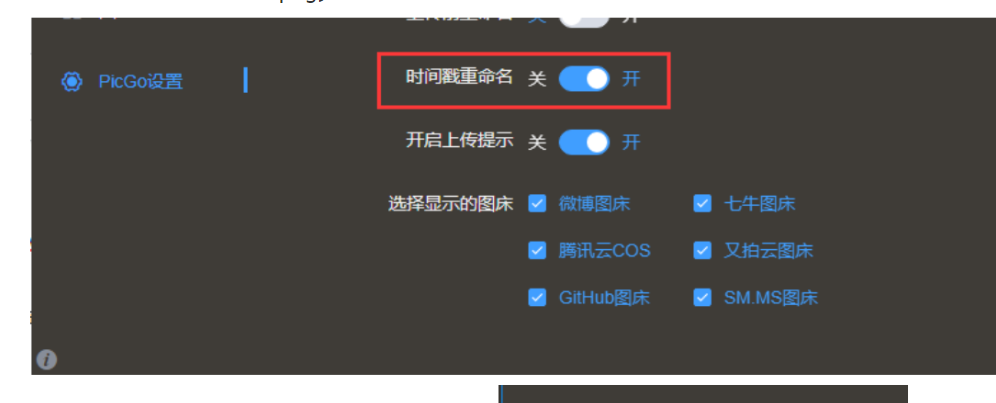 PicGo设置
时间戳重命名 关 开
开启上传提示 关 开
选择显示的图床 微博图床 七牛图床
腾讯云COS 又拍云图床
GitHub图床 SM.MS图床